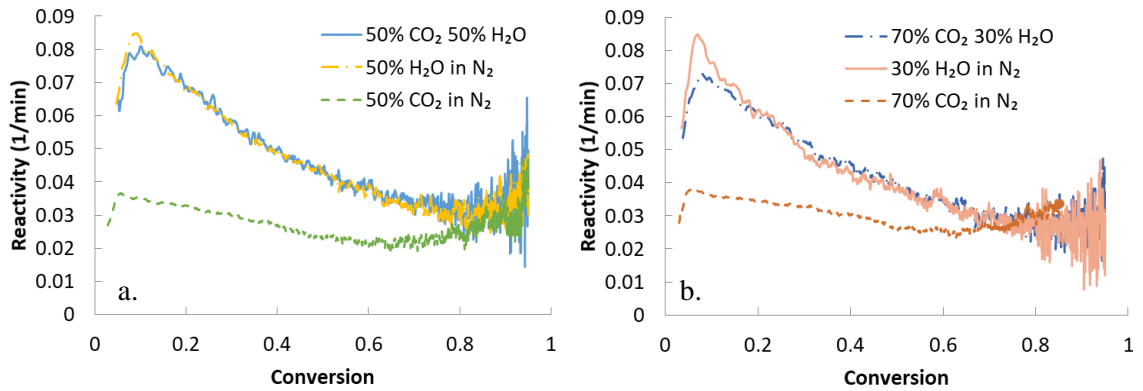 0.09
0.08
0.07
0.06
0.05
0.04
0.03
0.02
0.01
0
Reactivity (1/min)
50% CO₂ 50% H₂O
50% H₂O in N₂
50% CO₂ in N₂
a.
0 0.2 0.4 0.6 0.8 1
Conversion
0.09
0.08
0.07
0.06
0.05
0.04
0.03
0.02
0.01
0
Reactivity (1/min)
70% CO₂ 30% H₂O
30% H₂O in N₂
70% CO₂ in N₂
b.
0 0.2 0.4 0.6 0.8 1
Conversion